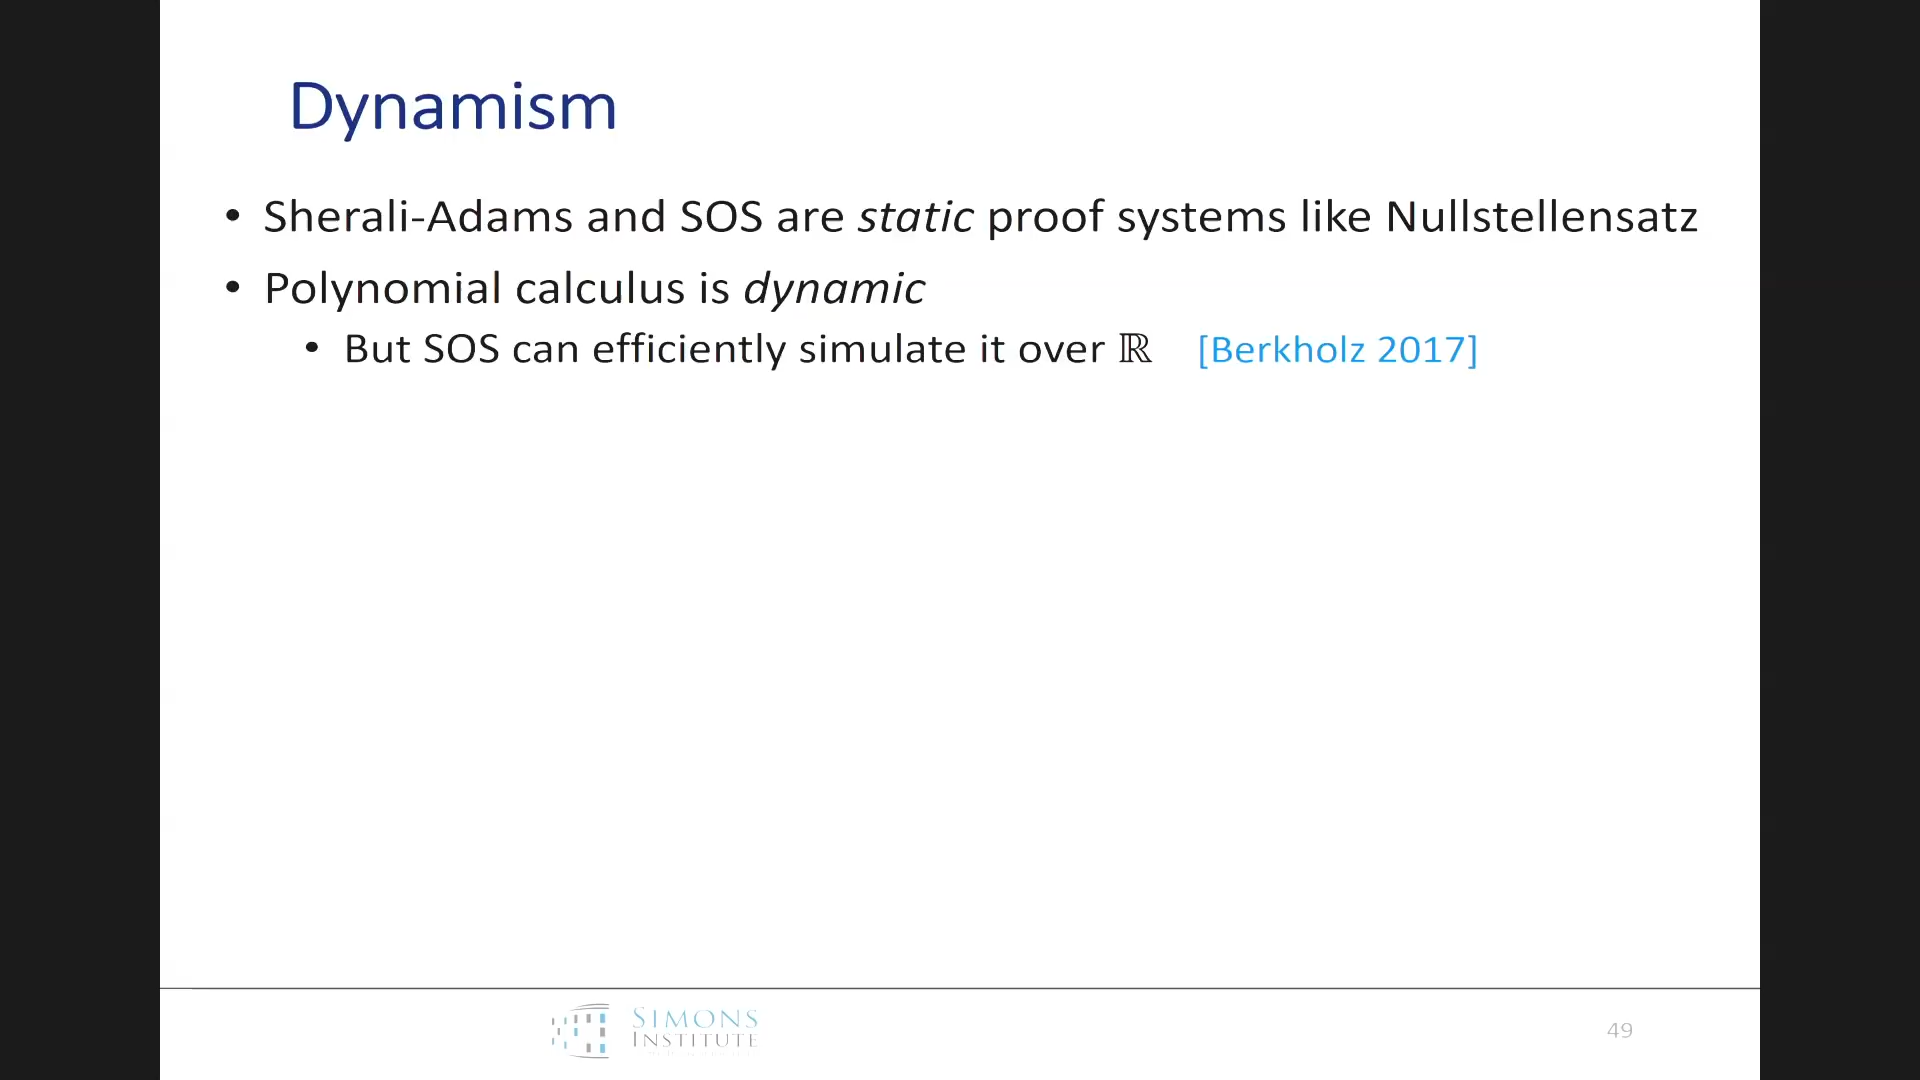 Dynamism
• Sherali-Adams and SOS are static proof systems like Nullstellensatz
• Polynomial calculus is dynamic
• But SOS can efficiently simulate it over ℝ [Berkholz 2017]
SIMONS
INSTITUTE
49